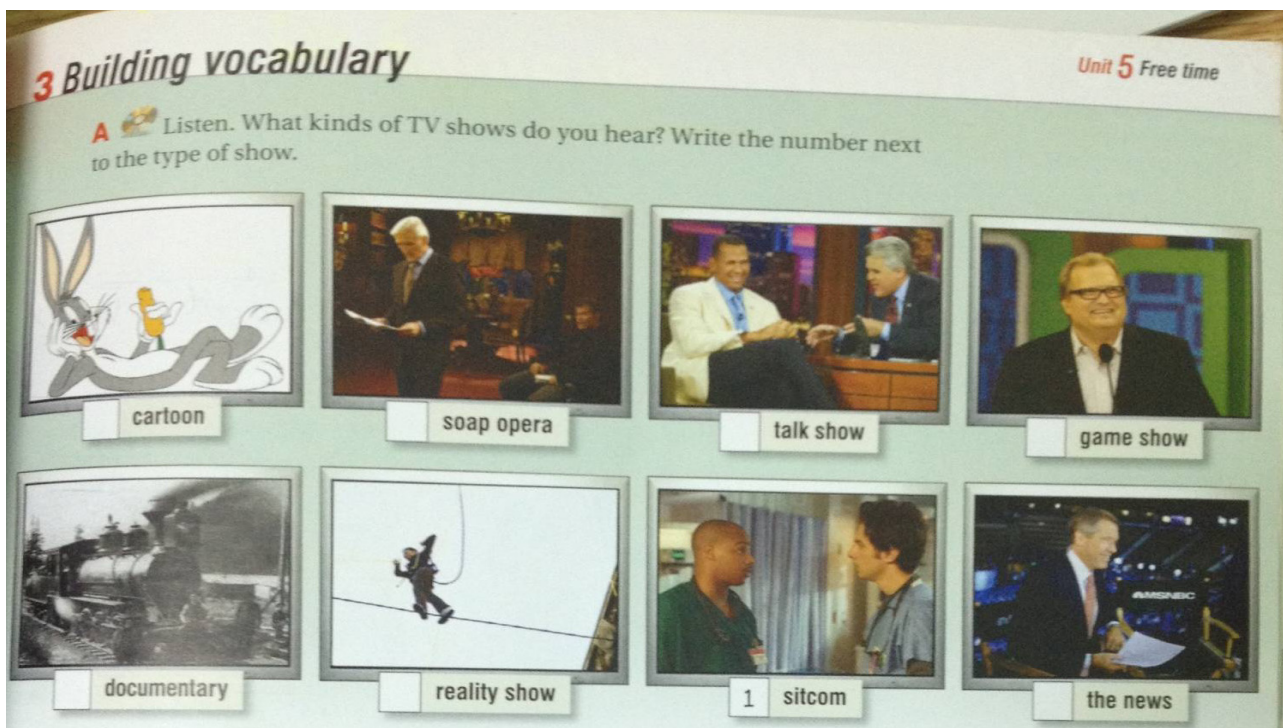 3 Building vocabulary
Unit 5 Free time
A Listen. What kinds of TV shows do you hear? Write the number next
to the type of show.
cartoon
soap opera
talk show
game show
MSNBC
documentary
reality show
1 sitcom
the news